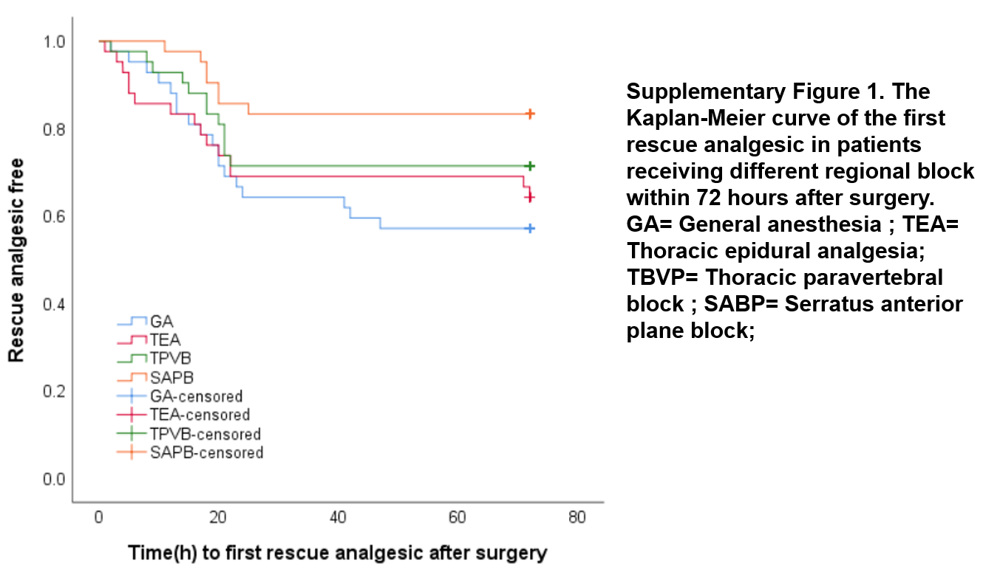 1.0
0.8
0.6
0.4
0.2
0.0
Rescue analgesic free
GA
TEA
TPVB
SAPB
GA-censored
TEA-censored
TPVB-censored
SAPB-censored
0 20 40 60 80
Time(h) to first rescue analgesic after surgery
Supplementary Figure 1. The
Kaplan-Meier curve of the first
rescue analgesic in patients
receiving different regional block
within 72 hours after surgery.
GA= General anesthesia ; TEA=
Thoracic epidural analgesia;
TBVP= Thoracic paravertebral
block ; SABP= Serratus anterior
plane block;